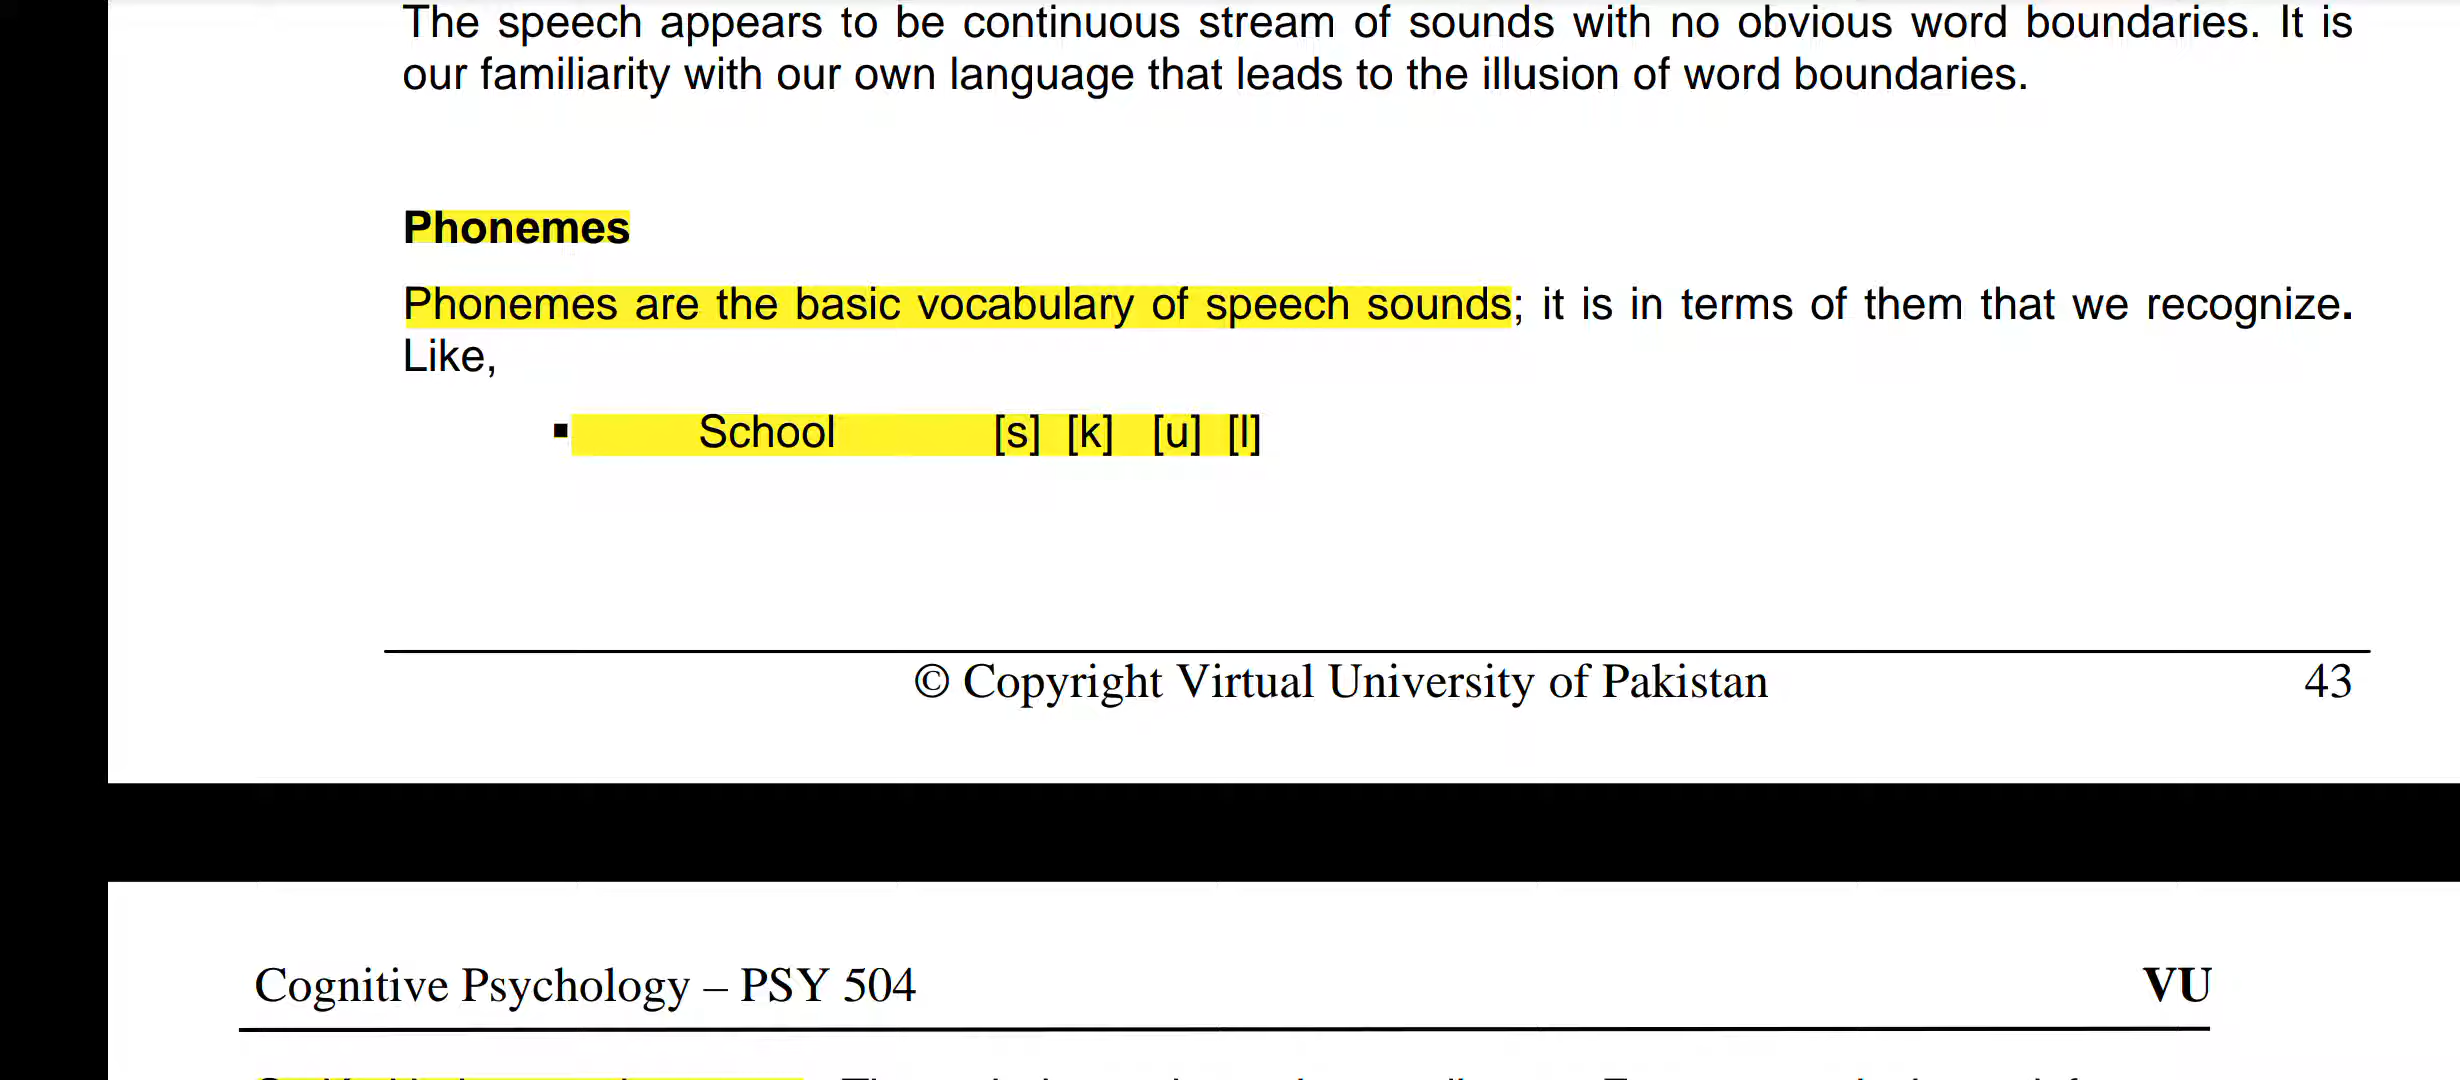 The speech appears to be continuous stream of sounds with no obvious word boundaries. It is
our familiarity with our own language that leads to the illusion of word boundaries.
Phonemes
Phonemes are the basic vocabulary of speech sounds; it is in terms of them that we recognize.
Like,
▪ School [s] [k] [u] [l]
© Copyright Virtual University of Pakistan 43
Cognitive Psychology – PSY 504 VU